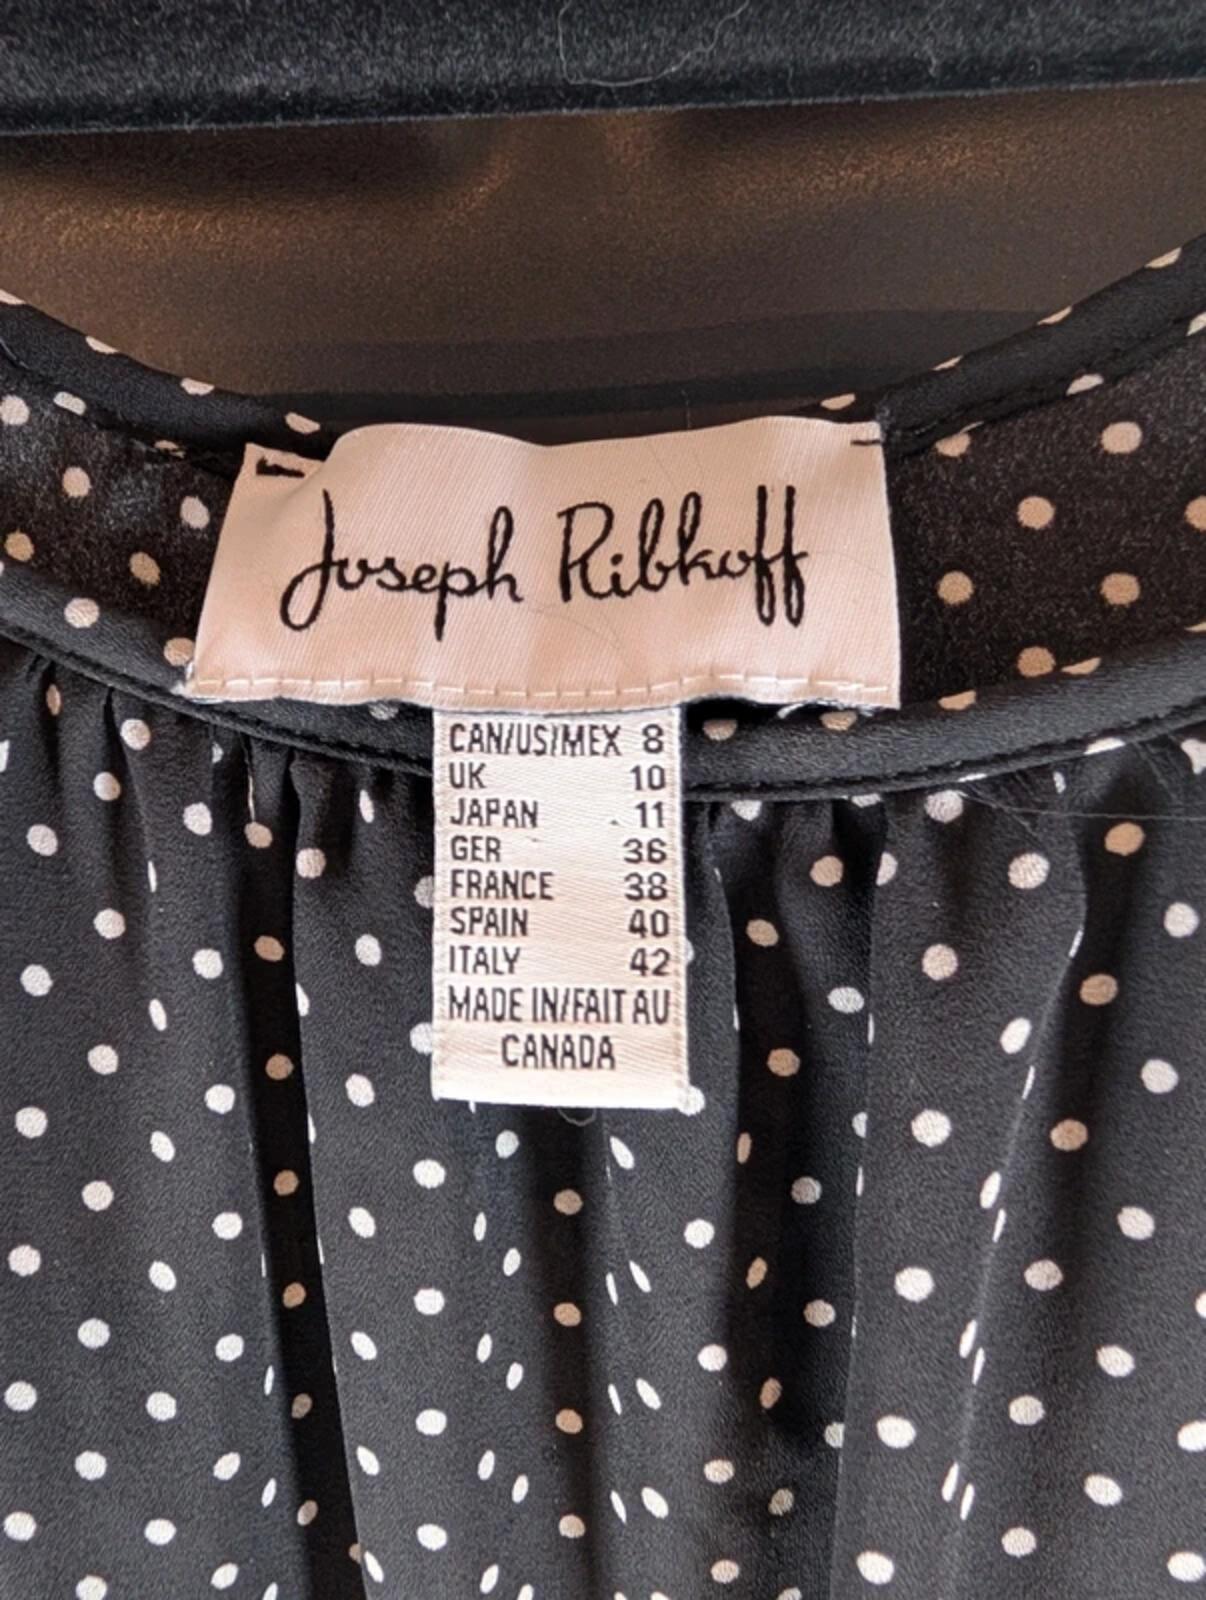 Joseph Ribkoff
CAN/US/MEX 8
UK 10
JAPAN 11
GER 36
FRANCE 38
SPAIN 40
ITALY 42
MADE IN/FAIT AU
CANADA